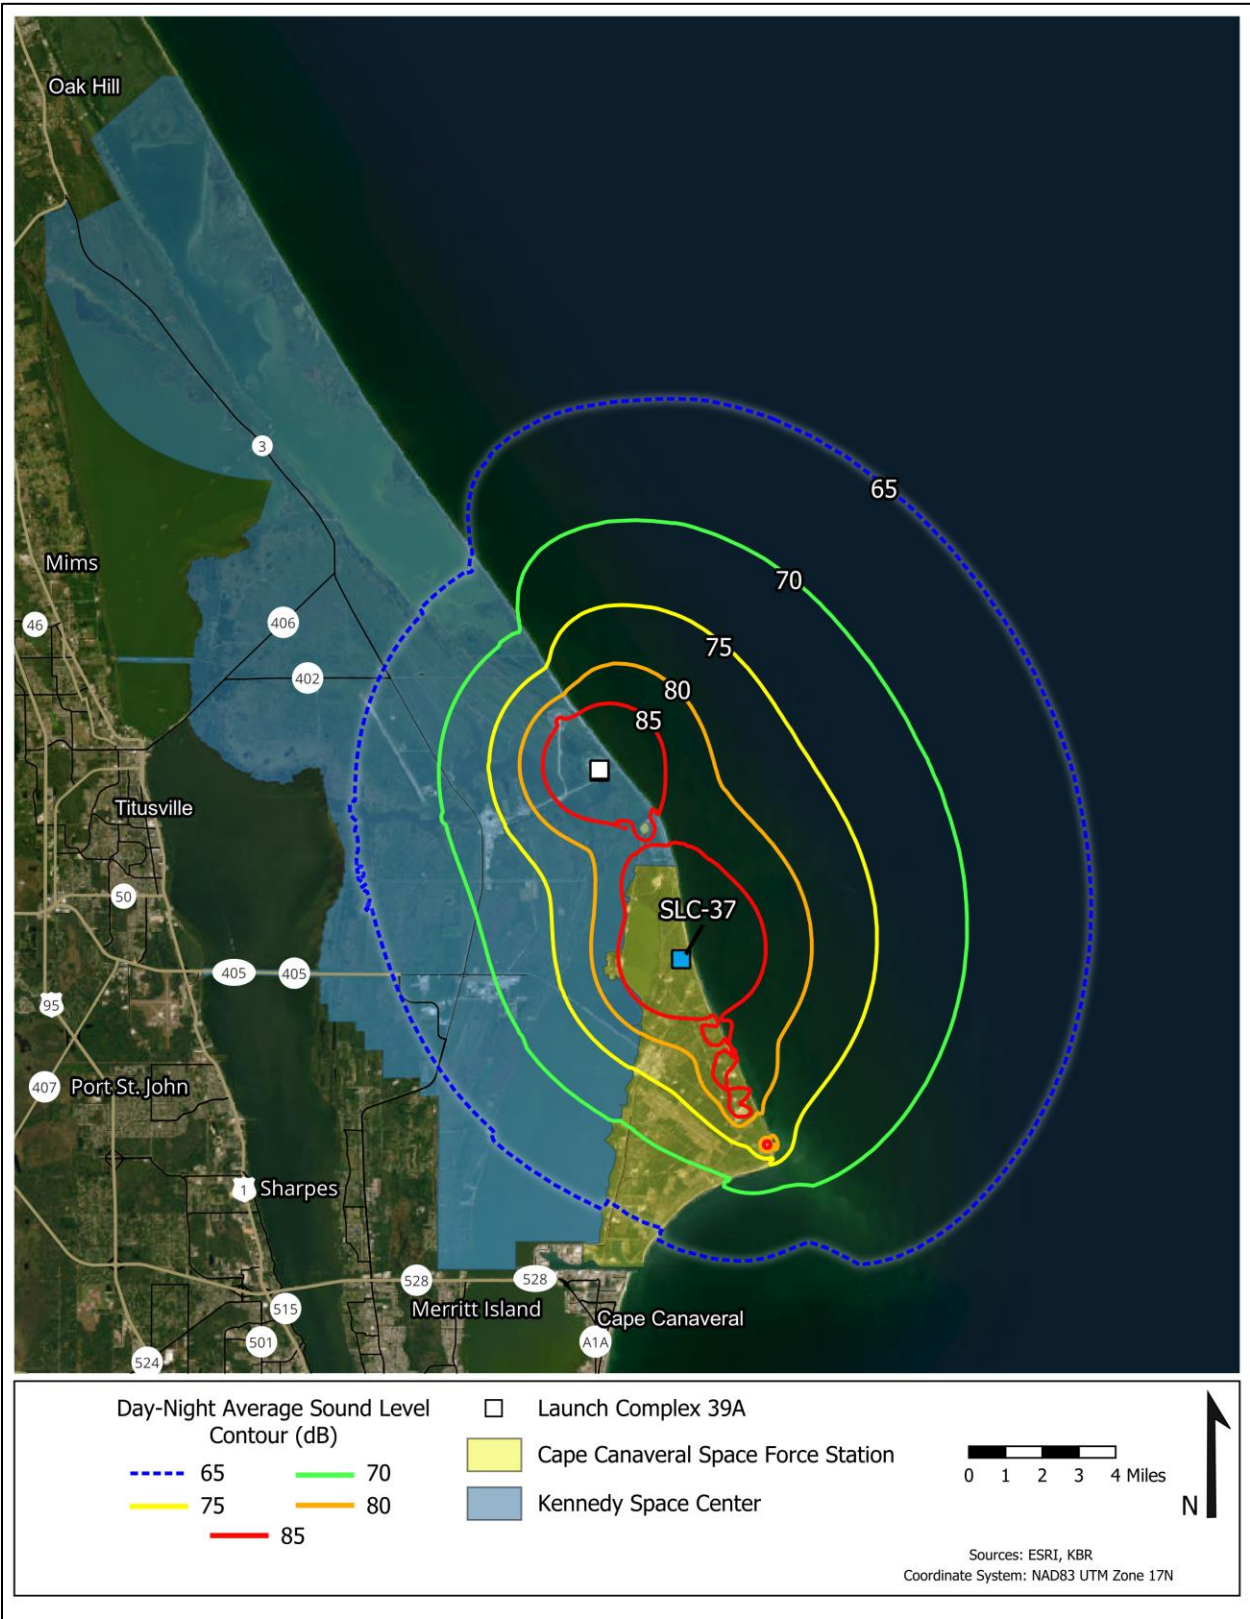 Oak Hill
3
65
Mims
70
46
406
75
402
80
85
Titusville
50
SLC-37
405
405
95
407
Port St. John
1
Sharpes
528
528
515
Merritt Island
Cape Canaveral
501
A1A
524
Day-Night Average Sound Level
Contour (dB)
65
70
75
80
85
Launch Complex 39A
Cape Canaveral Space Force Station
Kennedy Space Center
0 1 2 3 4 Miles
N
Sources: ESRI, KBR
Coordinate System: NAD83 UTM Zone 17N